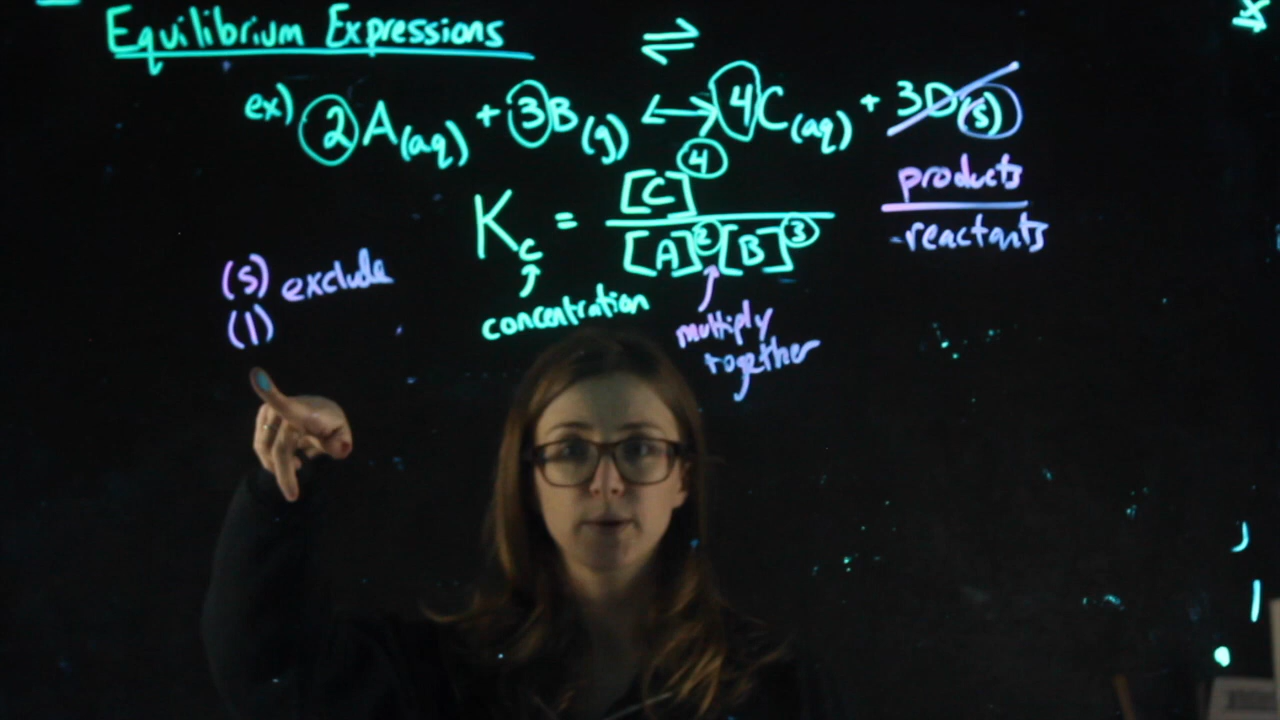 Equilibrium Expressions ⇌
ex) 2A(aq) + 3B(g) ⟷ 4C(aq) + 3D(s)
Kc = [C]^4 / [A]^2[B]^3
products
reactants
(s) exclude
(l)
concentration
multiply
together